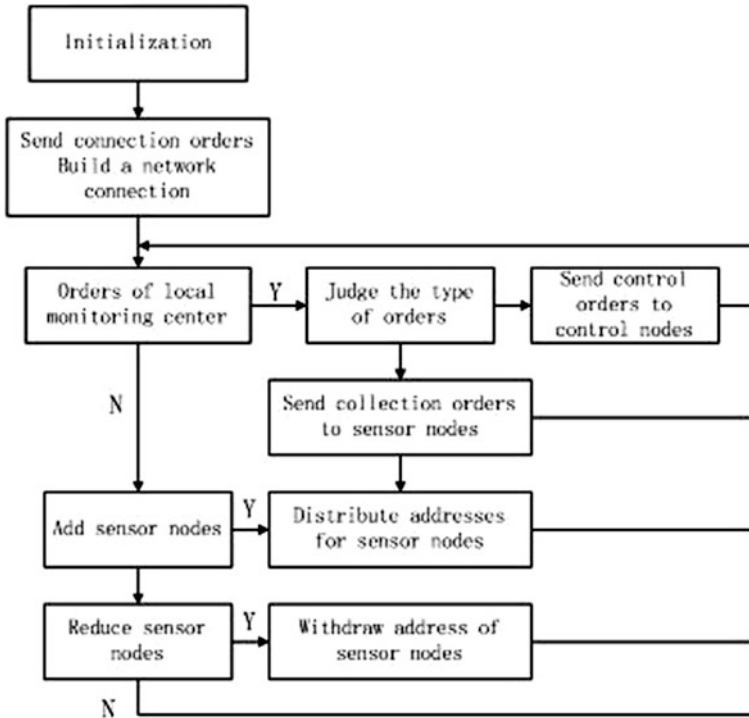 Initialization
Send connection orders
Build a network
connection
Orders of local
monitoring center
Y
Judge the type
of orders
Send control
orders to
control nodes
N
Send collection orders
to sensor nodes
Add sensor nodes
Y
Distribute addresses
for sensor nodes
Reduce sensor
nodes
Y
Withdraw address of
sensor nodes
N